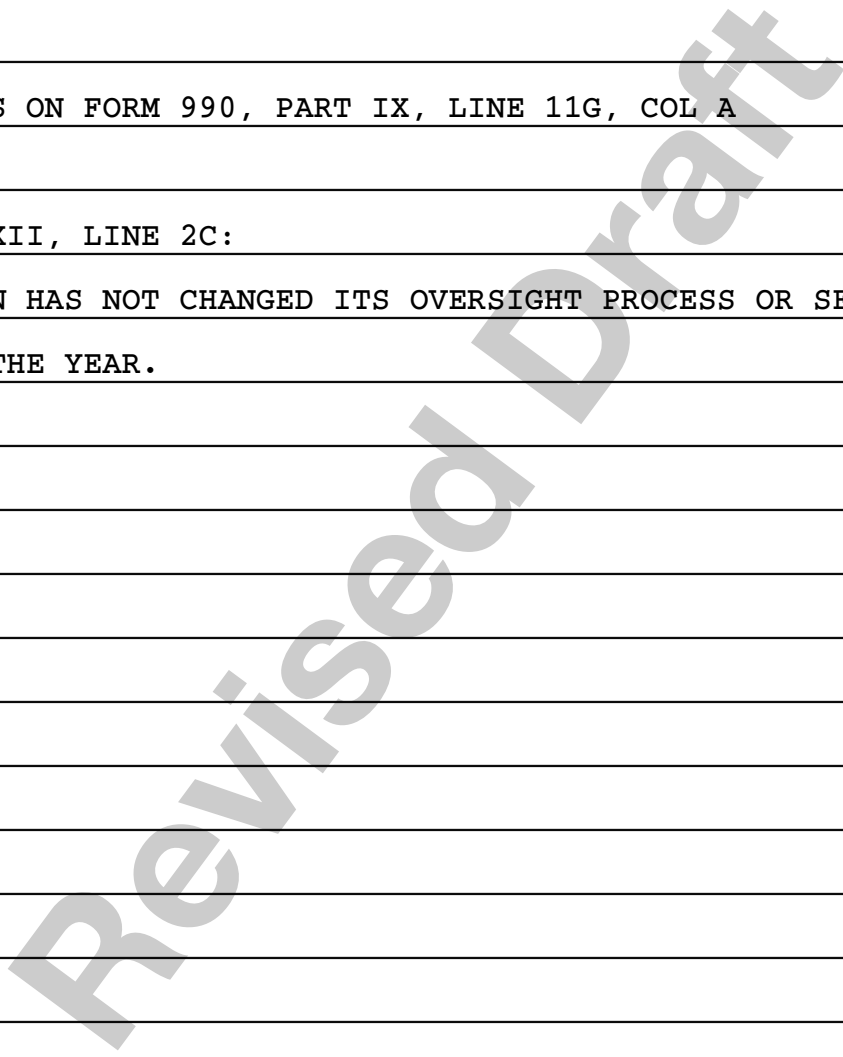 ON FORM 990, PART IX, LINE 11G, COL A
XII, LINE 2C:
HAS NOT CHANGED ITS OVERSIGHT PROCESS OR
THE YEAR.
Revised Draft